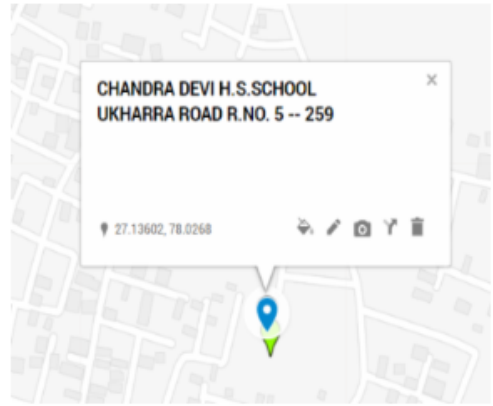 CHANDRA DEVI H.S.SCHOOL
UKHARRA ROAD R.NO. 5 -- 259
27.13602, 78.0268